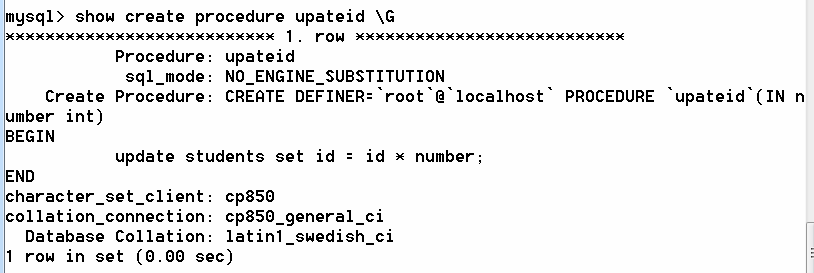 mysql> show create procedure upateid \G
*************************** 1. row ***************************
           Procedure: upateid
            sql_mode: NO_ENGINE_SUBSTITUTION
    Create Procedure: CREATE DEFINER=`root`@`localhost` PROCEDURE `upateid`(IN n
umber int)
BEGIN
           update students set id = id * number;
END
character_set_client: cp850
collation_connection: cp850_general_ci
  Database Collation: latin1_swedish_ci
1 row in set (0.00 sec)